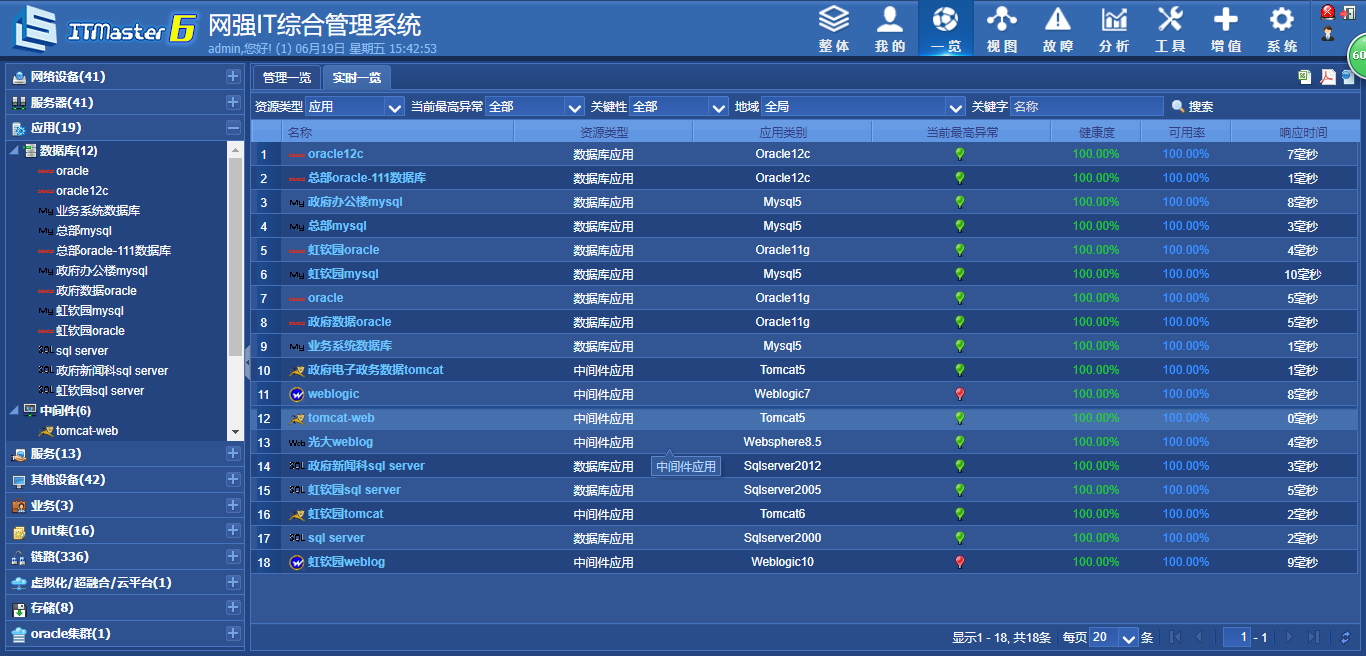 ITMaster 6 网强IT综合管理系统
admin,您好! (1) 06月19日 星期五 15:42:53
整体 我的 一览 视图 故障 分析 工具 增值 系统
60
网络设备(41)
服务器(41)
应用(19)
数据库(12)
oracle
oracle12c
My 业务系统数据库
My 总部mysql
总部oracle-111数据库
My 政府办公楼mysql
政府数据oracle
My 虹钦园mysql
虹钦园oracle
SQL sql server
SQL 政府新闻科sql server
SQL 虹钦园sql server
中间件(6)
tomcat-web
服务(13)
其他设备(42)
业务(3)
Unit集(16)
链路(336)
虚拟化/超融合/云平台(1)
存储(8)
oracle集群(1)
管理一览 实时一览
资源类型 应用 当前最高异常 全部 关键性 全部 地域 全局 关键字 名称 搜索
名称 资源类型 应用类别 当前最高异常 健康度 可用率 响应时间
1 oracle12c 数据库应用 Oracle12c 100.00% 100.00% 7毫秒
2 总部oracle-111数据库 数据库应用 Oracle12c 100.00% 100.00% 1毫秒
3 My 政府办公楼mysql 数据库应用 Mysql5 100.00% 100.00% 8毫秒
4 My 总部mysql 数据库应用 Mysql5 100.00% 100.00% 3毫秒
5 虹钦园oracle 数据库应用 Oracle11g 100.00% 100.00% 4毫秒
6 My 虹钦园mysql 数据库应用 Mysql5 100.00% 100.00% 10毫秒
7 oracle 数据库应用 Oracle11g 100.00% 100.00% 5毫秒
8 政府数据oracle 数据库应用 Oracle11g 100.00% 100.00% 5毫秒
9 My 业务系统数据库 数据库应用 Mysql5 100.00% 100.00% 1毫秒
10 政府电子政务数据tomcat 中间件应用 Tomcat5 100.00% 100.00% 1毫秒
11 weblogic 中间件应用 Weblogic7 100.00% 100.00% 8毫秒
12 tomcat-web 中间件应用 Tomcat5 100.00% 100.00% 0毫秒
13 Web 光大weblog 中间件应用 Websphere8.5 100.00% 100.00% 4毫秒
14 SQL 政府新闻科sql server 数据库应用 Sqlserver2012 100.00% 100.00% 3毫秒
中间件应用
15 SQL 虹钦园sql server 数据库应用 Sqlserver2005 100.00% 100.00% 5毫秒
16 虹钦园tomcat 中间件应用 Tomcat6 100.00% 100.00% 2毫秒
17 SQL sql server 数据库应用 Sqlserver2000 100.00% 100.00% 2毫秒
18 虹钦园weblog 中间件应用 Weblogic10 100.00% 100.00% 9毫秒
显示1 - 18, 共18条 每页 20 条 1 - 1